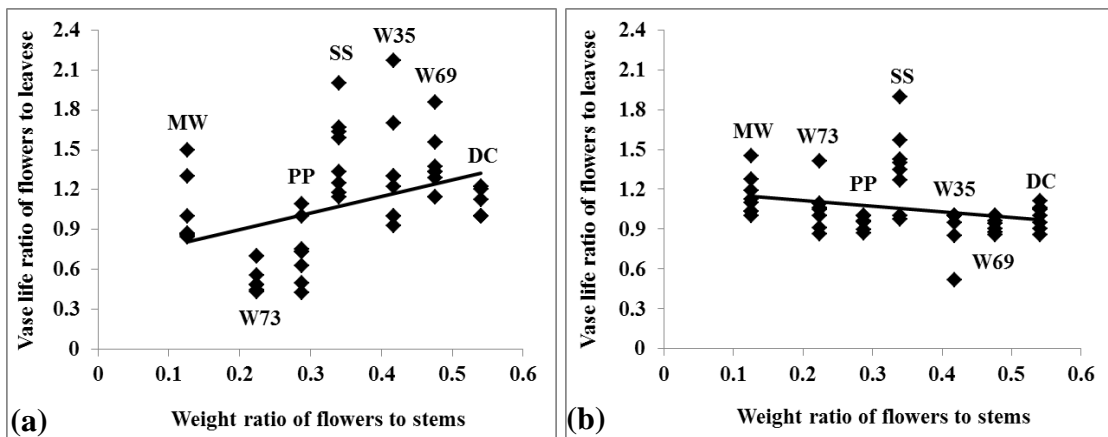 Vase life ratio of flowers to leavese
2.4
2.1
1.8
1.5
1.2
0.9
0.6
0.3
0
MW
W73
PP
SS
W35
W69
DC
0 0.1 0.2 0.3 0.4 0.5 0.6
Weight ratio of flowers to stems
(a)
Vase life ratio of flowers to leavese
2.4
2.1
1.8
1.5
1.2
0.9
0.6
0.3
0
MW
W73
PP
SS
W35
W69
DC
0 0.1 0.2 0.3 0.4 0.5 0.6
Weight ratio of flowers to stems
(b)